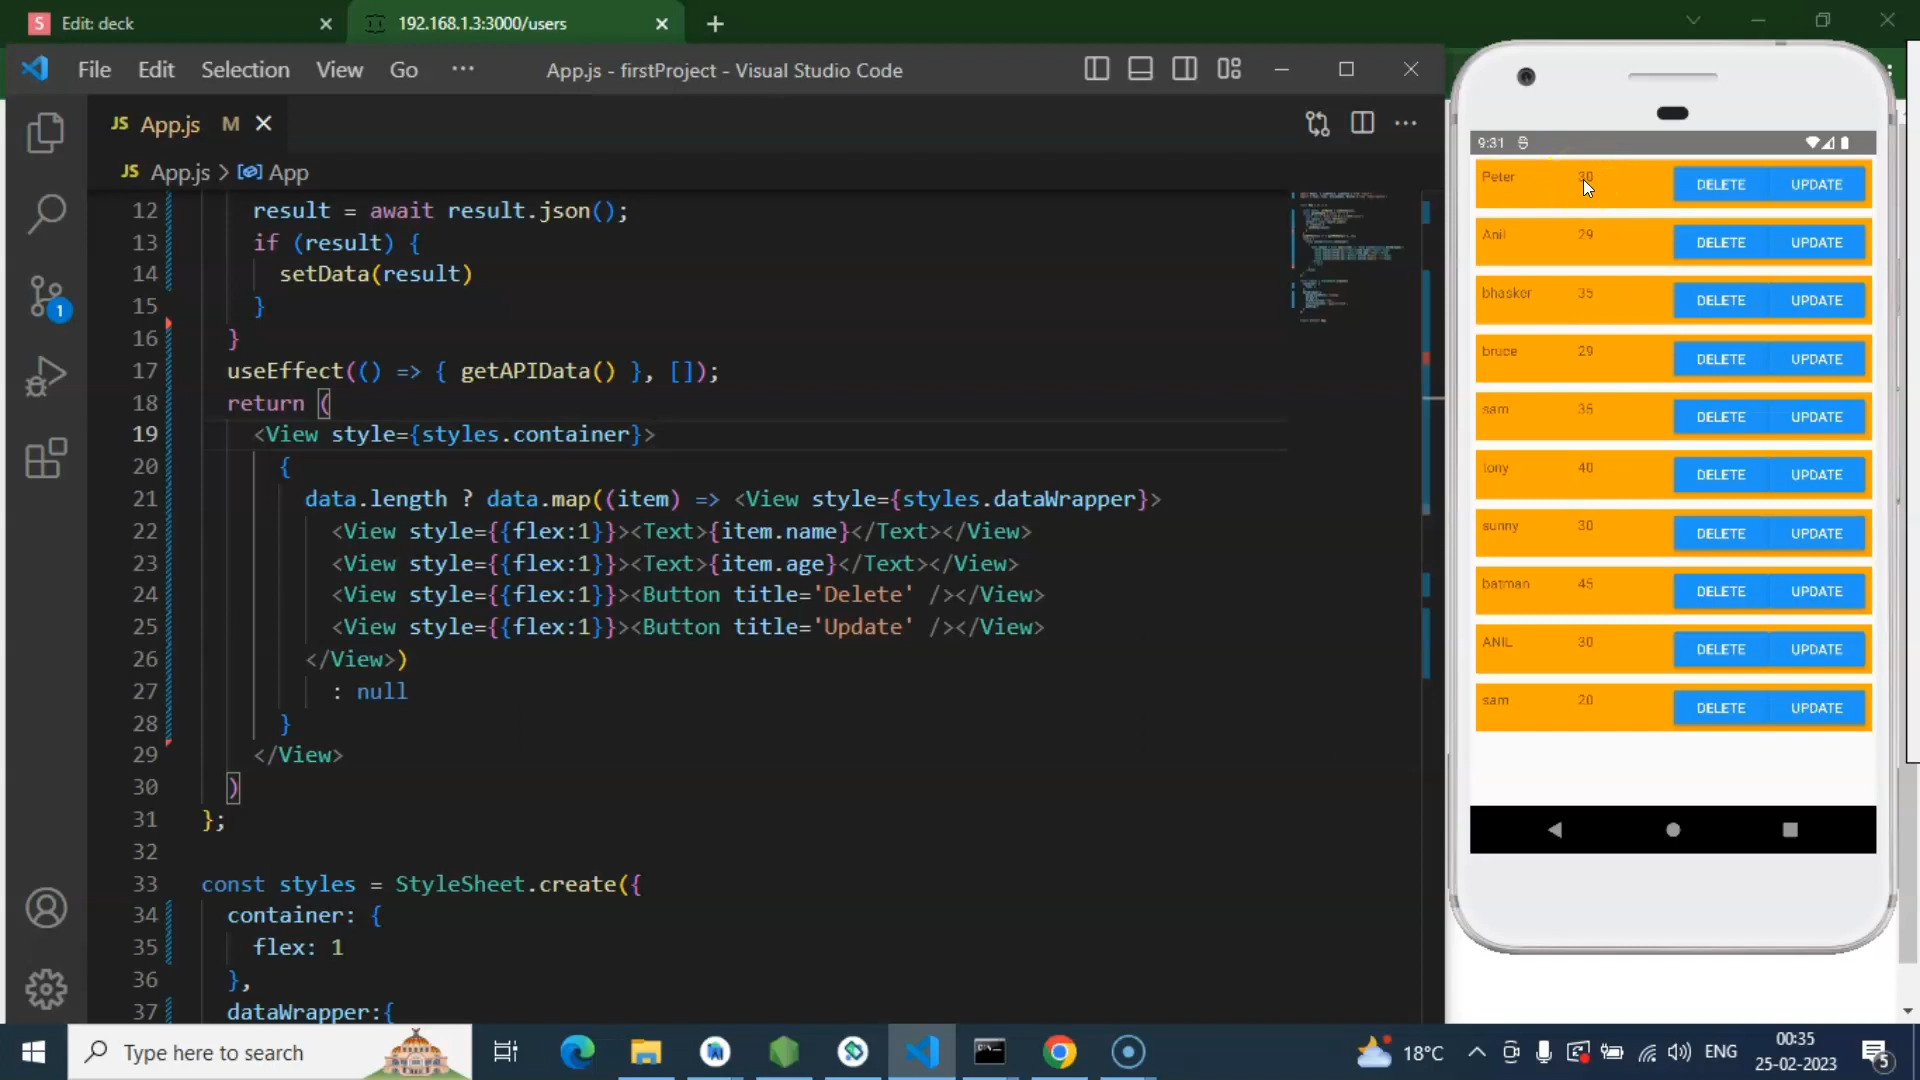 Edit: deck
192.168.1.3:3000/users
File Edit Selection View Go ···
App.js - firstProject - Visual Studio Code
JS App.js M
JS App.js > App
12 result = await result.json();
13 if (result) {
14 setData(result)
15 }
16 }
17 useEffect(() => { getAPIData() }, []);
18 return (
19 <View style={styles.container}>
20 {
21 data.length ? data.map((item) => <View style={styles.dataWrapper}>
22 <View style={{flex:1}}><Text>{item.name}</Text></View>
23 <View style={{flex:1}}><Text>{item.age}</Text></View>
24 <View style={{flex:1}}><Button title='Delete' /></View>
25 <View style={{flex:1}}><Button title='Update' /></View>
26 </View>)
27 : null
28 }
29 </View>
30 )
31 };
32
33 const styles = StyleSheet.create({
34 container: {
35 flex: 1
36 },
37 dataWrapper:{
1
9:31
Peter 30 DELETE UPDATE
Anil 29 DELETE UPDATE
bhasker 35 DELETE UPDATE
bruce 29 DELETE UPDATE
sam 35 DELETE UPDATE
tony 40 DELETE UPDATE
sunny 30 DELETE UPDATE
batman 45 DELETE UPDATE
ANIL 30 DELETE UPDATE
sam 20 DELETE UPDATE
Type here to search
18°C
ENG
00:35
25-02-2023
5